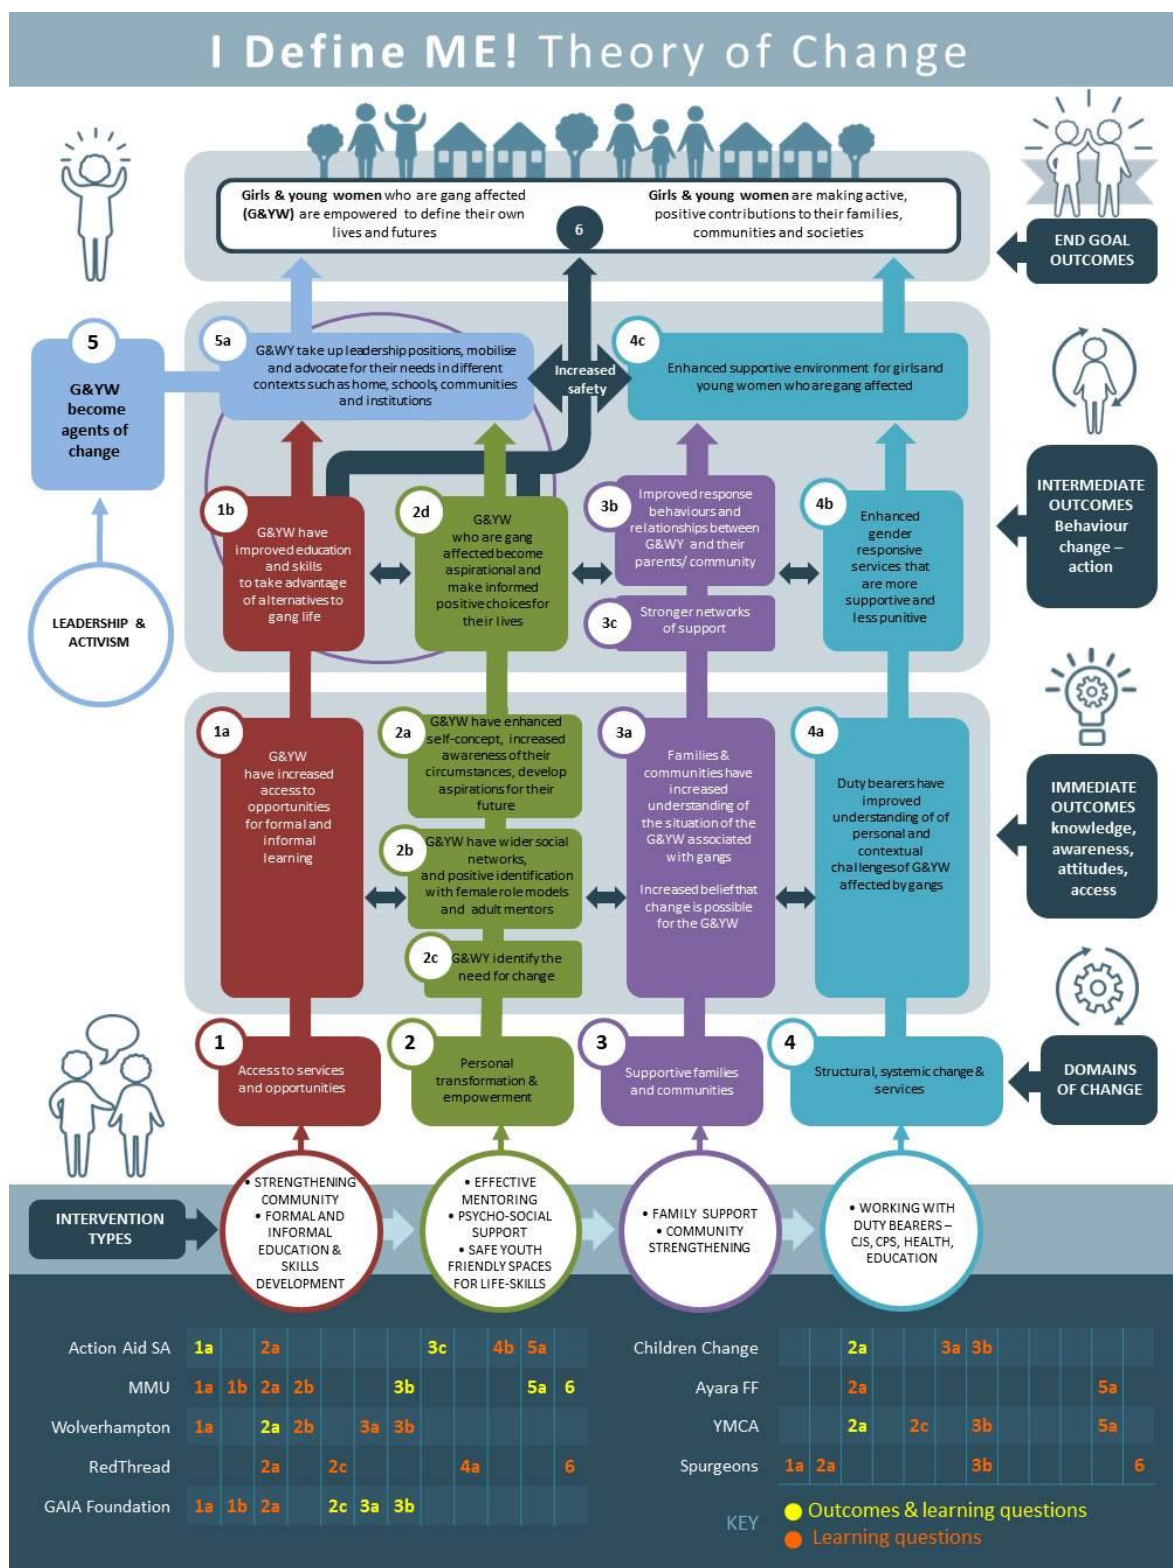 I Define ME! Theory of Change
Girls & young women who are gang affected
(G&YW) are empowered to define their own
lives and futures
6
Girls & young women are making active,
positive contributions to their families,
communities and societies
END GOAL
OUTCOMES
5
G&YW
become
agents of
change
5a
G&WY take up leadership positions, mobilise
and advocate for their needs in different
contexts such as home, schools, communities
and institutions
Increased
safety
4c
Enhanced supportive environment for girls and
young women who are gang affected
LEADERSHIP &
ACTIVISM
1b
G&YW have
improved education
and skills
to take advantage
of alternatives to
gang life
2d
G&YW
who are gang
affected become
aspirational and
make informed
positive choices for
their lives
3b
Improved response
behaviours and
relationships between
G&WY and their
parents/ community
3c
Stronger networks
of support
4b
Enhanced
gender
responsive
services that
are more
supportive and
less punitive
INTERMEDIATE
OUTCOMES
Behaviour
change –
action
1a
G&YW
have increased
access to
opportunities
for formal and
informal
learning
2a
G&YW have enhanced
self-concept, increased
awareness of their
circumstances, develop
aspirations for their
future
2b
G&YW have wider social
networks,
and positive identification
with female role models
and adult mentors
2c
G&WY identify the
need for change
3a
Families &
communities have
increased
understanding of
the situation of the
G&YW associated
with gangs
Increased belief that
change is possible
for the G&YW
4a
Duty bearers have
improved
understanding of of
personal and
contextual
challenges of G&YW
affected by gangs
IMMEDIATE
OUTCOMES
knowledge,
awareness,
attitudes,
access
1
Access to services
and opportunities
2
Personal
transformation &
empowerment
3
Supportive families
and communities
4
Structural, systemic change &
services
DOMAINS
OF CHANGE
INTERVENTION
TYPES
• STRENGTHENING
COMMUNITY
• FORMAL AND
INFORMAL
EDUCATION &
SKILLS
DEVELOPMENT
• EFFECTIVE
MENTORING
• PSYCHO-SOCIAL
SUPPORT
• SAFE YOUTH
FRIENDLY SPACES
FOR LIFE-SKILLS
• FAMILY SUPPORT
• COMMUNITY
STRENGTHENING
• WORKING WITH
DUTY BEARERS –
CJS, CPS, HEALTH,
EDUCATION
Action Aid SA 1a 2a 3c 4b 5a
MMU 1a 1b 2a 2b 3b 5a 6
Wolverhampton 1a 2a 2b 3a 3b
RedThread 2a 2c 4a 6
GAIA Foundation 1a 1b 2a 2c 3a 3b
Children Change 2a 3a 3b
Ayara FF 2a 5a
YMCA 2a 2c 3b 5a
Spurgeons 1a 2a 3b 6
KEY
Outcomes & learning questions
Learning questions